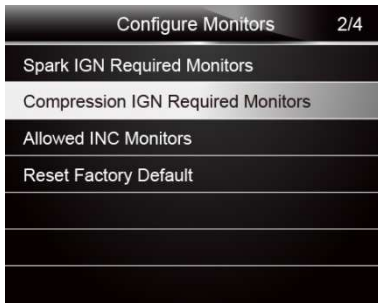 Configure Monitors 2/4
Spark IGN Required Monitors
Compression IGN Required Monitors
Allowed INC Monitors
Reset Factory Default